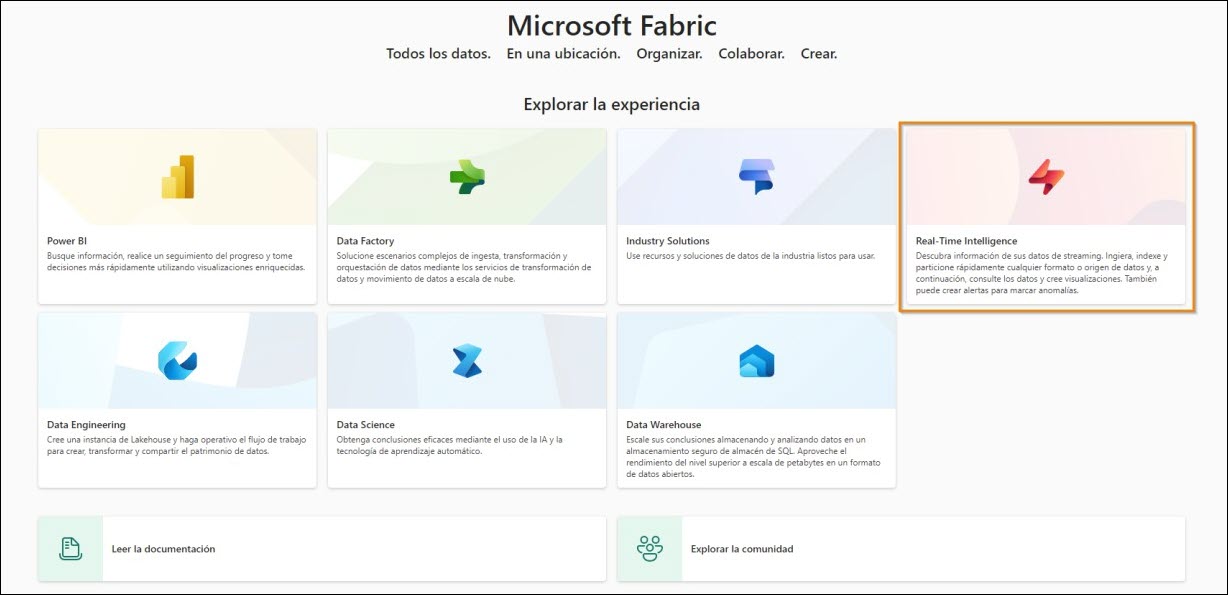 Microsoft Fabric
Todos los datos. En una ubicación. Organizar. Colaborar. Crear.
Explorar la experiencia
Power BI
Busque información, realice un seguimiento del progreso y tome
decisiones más rápidamente utilizando visualizaciones enriquecidas.
Data Factory
Solucione escenarios complejos de ingesta, transformación y
orquestación de datos mediante los servicios de transformación de
datos y movimiento de datos a escala de nube.
Industry Solutions
Use recursos y soluciones de datos de la industria listos para usar.
Real-Time Intelligence
Descubra información de sus datos de streaming. Ingiera, indexe y
particione rápidamente cualquier formato o origen de datos y, a
continuación, consulte los datos y cree visualizaciones. También
puede crear alertas para marcar anomalías.
Data Engineering
Cree una instancia de Lakehouse y haga operativo el flujo de trabajo
para crear, transformar y compartir el patrimonio de datos.
Data Science
Obtenga conclusiones eficaces mediante el uso de la IA y la
tecnología de aprendizaje automático.
Data Warehouse
Escale sus conclusiones almacenando y analizando datos en un
almacenamiento seguro de almacén de SQL. Aproveche el
rendimiento del nivel superior a escala de petabytes en un formato
de datos abiertos.
Leer la documentación
Explorar la comunidad